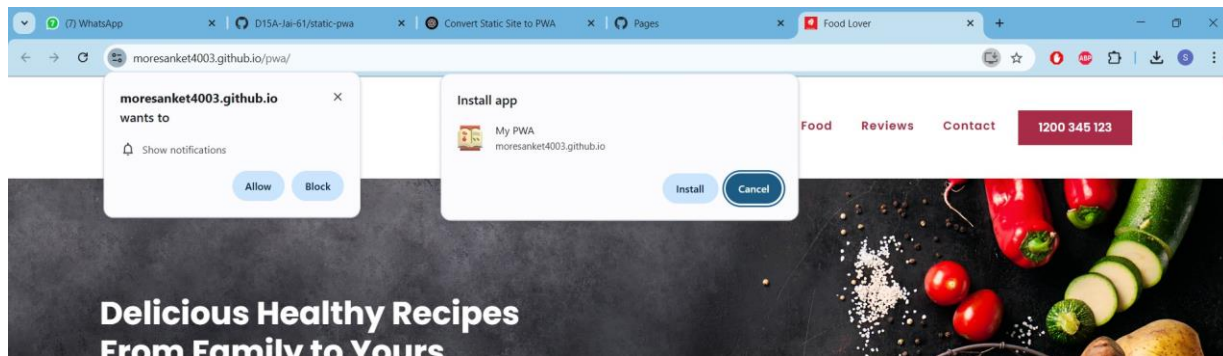 (7) WhatsApp
D15A-Jai-61/static-pwa
Convert Static Site to PWA
Pages
Food Lover
moresanket4003.github.io/pwa/
moresanket4003.github.io
wants to
Show notifications
Allow Block
Install app
My PWA
moresanket4003.github.io
Install Cancel
Food Reviews Contact 1200 345 123
Delicious Healthy Recipes
From Family to Yours